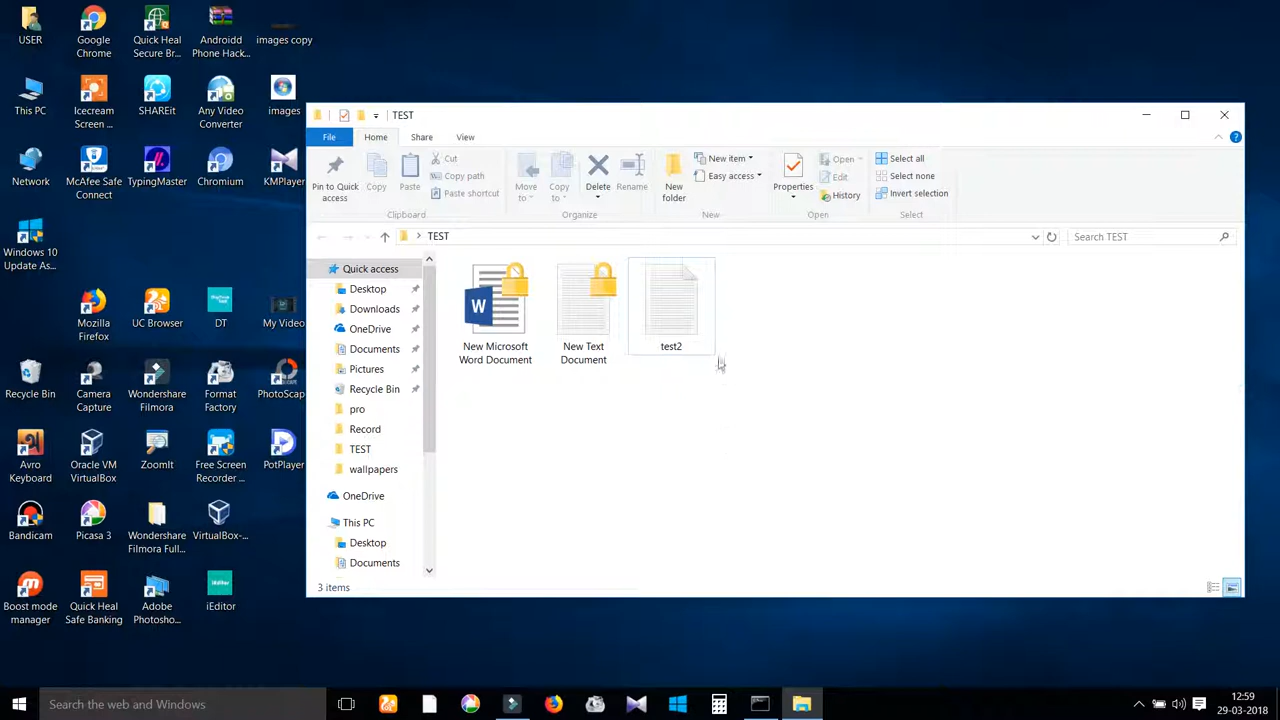 USER
Google
Chrome
Quick Heal
Secure Br...
Androidd
Phone Hack...
images copy
This PC
Icecream
Screen ...
SHAREit
Any Video
Converter
images
Network
McAfee Safe
Connect
TypingMaster
Chromium
KMPlayer
Windows 10
Update As...
Mozilla
Firefox
UC Browser
DT
My Video
Recycle Bin
Camera
Capture
Wondershare
Filmora
Format
Factory
PhotoScap
Avro
Keyboard
Oracle VM
VirtualBox
ZoomIt
Free Screen
Recorder ...
PotPlayer
Bandicam
Picasa 3
Wondershare
Filmora Full...
VirtualBox-...
Boost mode
manager
Quick Heal
Safe Banking
Adobe
Photosho...
iEditor
TEST
File Home Share View
Pin to Quick
access
Copy
Paste
Cut
Copy path
Paste shortcut
Clipboard
Move
to
Copy
to
Delete
Rename
Organize
New
folder
New item
Easy access
New
Properties
Open
Edit
History
Open
Select all
Select none
Invert selection
Select
TEST
Search TEST
Quick access
Desktop
Downloads
OneDrive
Documents
Pictures
Recycle Bin
pro
Record
TEST
wallpapers
OneDrive
This PC
Desktop
Documents
New Microsoft
Word Document
New Text
Document
test2
3 items
Search the web and Windows
12:59
29-03-2018